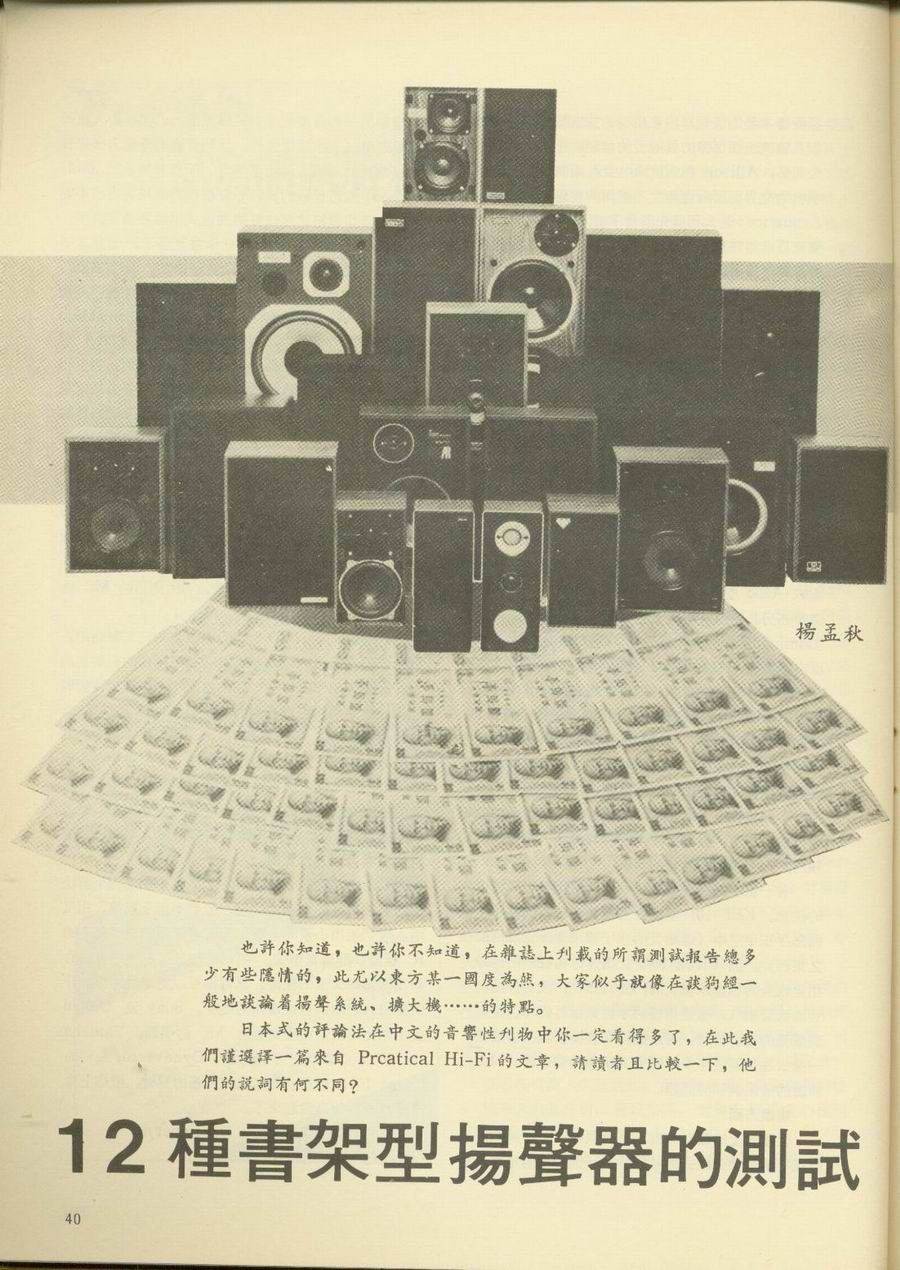 楊孟秋
也許你知道，也許你不知道，在雜誌上刋載的所謂測試報告總多
少有些隱情的，此尤以東方某一國度為然，大家似乎就像在談狗經一
般地談論着揚聲系統、擴大機……的特點。
日本式的評論法在中文的音響性刋物中你一定看得多了，在此我
們謹選譯一篇來自 Prcatical Hi-Fi 的文章，請讀者且比較一下，他
們的說詞有何不同？
12種書架型揚聲器的測試
40